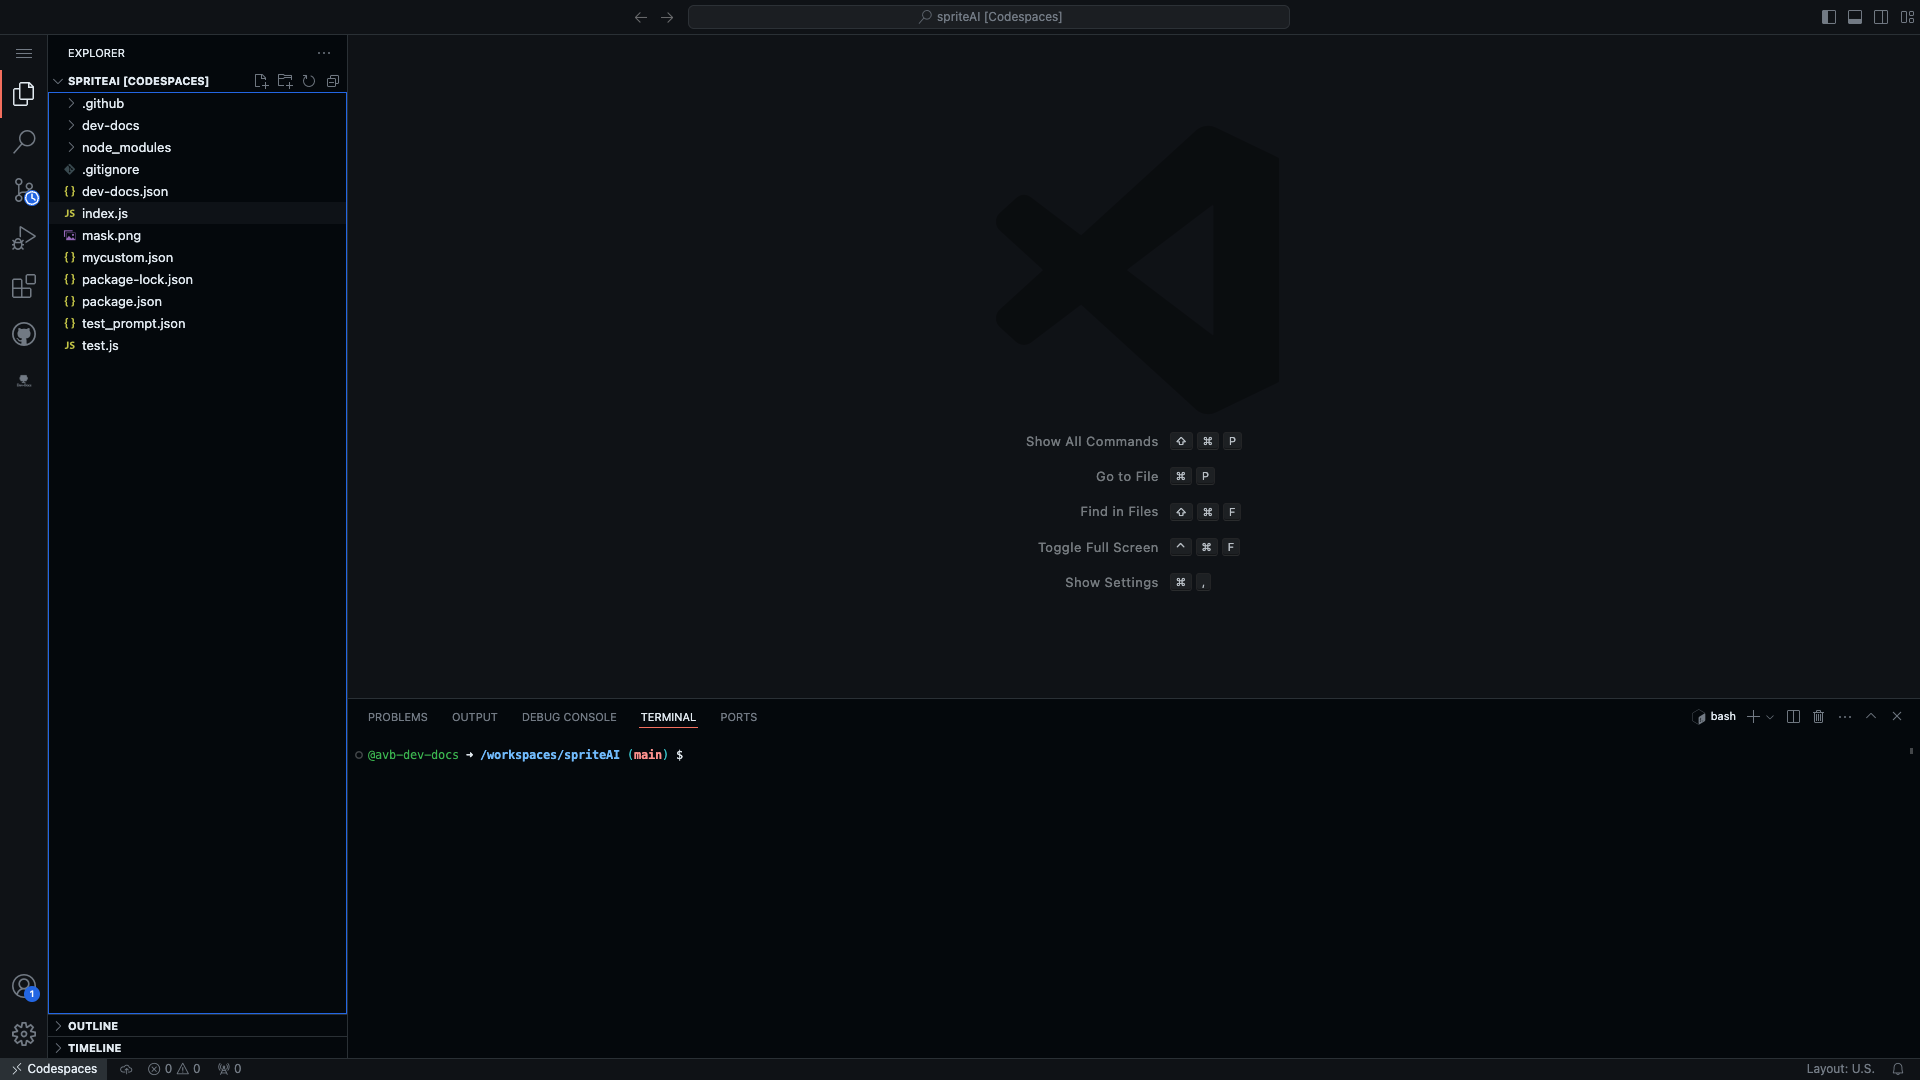 spriteAI [Codespaces]
EXPLORER
SPRITEAI [CODESPACES]
.github
dev-docs
node_modules
.gitignore
{} dev-docs.json
JS index.js
mask.png
{} mycustom.json
{} package-lock.json
{} package.json
{} test_prompt.json
JS test.js
OUTLINE
TIMELINE
1
Show All Commands ⇧ ⌘ P
Go to File ⌘ P
Find in Files ⇧ ⌘ F
Toggle Full Screen ^ ⌘ F
Show Settings ⌘ ,
PROBLEMS OUTPUT DEBUG CONSOLE TERMINAL PORTS
bash
@avb-dev-docs ➜ /workspaces/spriteAI (main) $
Codespaces 0 0 0 Layout: U.S.